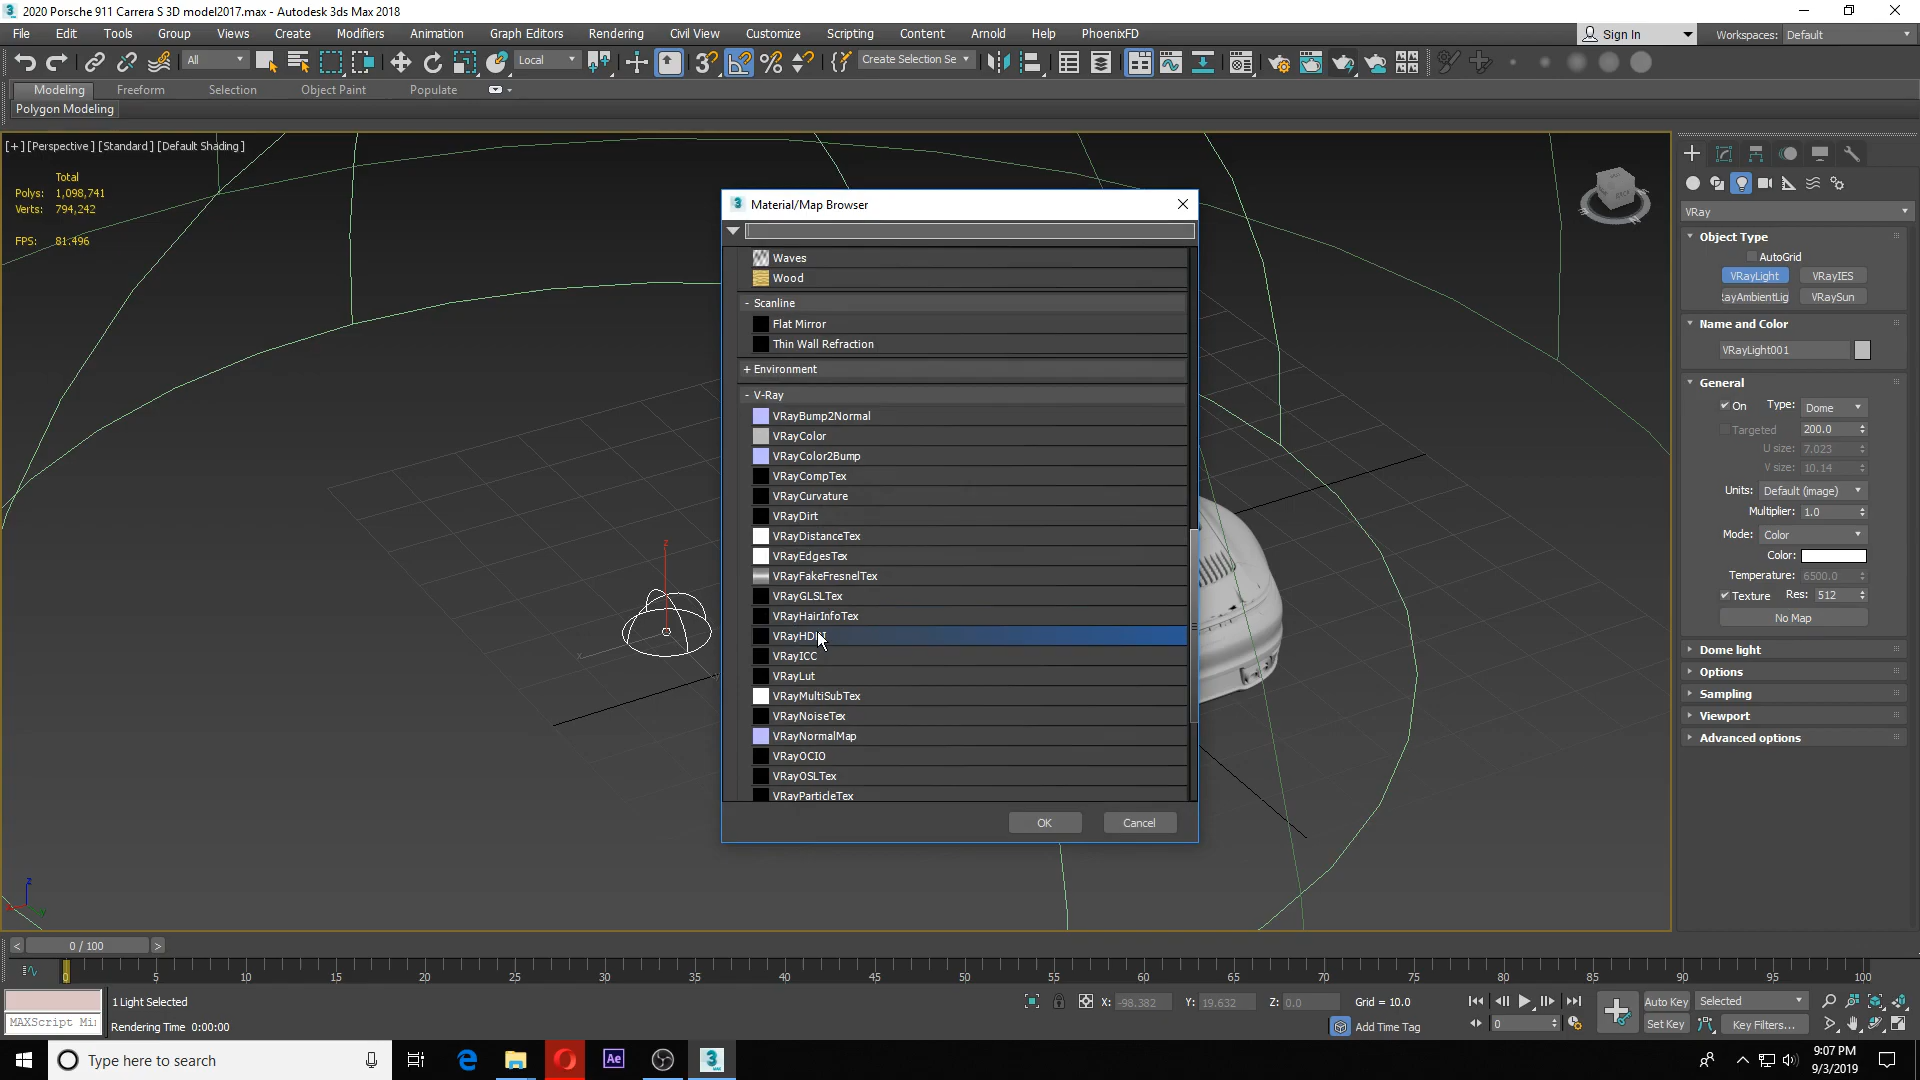 2020 Porsche 911 Carrera S 3D model2017.max - Autodesk 3ds Max 2018
File Edit Tools Group Views Create Modifiers Animation Graph Editors Rendering Civil View Customize Scripting Content Arnold Help PhoenixFD Sign In Workspaces: Default
All Local Create Selection Se
Modeling Freeform Selection Object Paint Populate
Polygon Modeling
[+] [Perspective] [Standard] [Default Shading]
Total
Polys: 1,098,741
Verts: 794,242
FPS: 81.496
Material/Map Browser
Waves
Wood
- Scanline
Flat Mirror
Thin Wall Refraction
+ Environment
- V-Ray
VRayBump2Normal
VRayColor
VRayColor2Bump
VRayCompTex
VRayCurvature
VRayDirt
VRayDistanceTex
VRayEdgesTex
VRayFakeFresnelTex
VRayGLSLTex
VRayHairInfoTex
VRayHDRI
VRayICC
VRayLut
VRayMultiSubTex
VRayNoiseTex
VRayNormalMap
VRayOCIO
VRayOSLTex
VRayParticleTex
OK Cancel
VRay
Object Type
AutoGrid
VRayLight VRayIES
ayAmbientLig VRaySun
Name and Color
VRayLight001
General
On Type: Dome
Targeted 200.0
U size: 7.023
V size: 10.14
Units: Default (image)
Multiplier: 1.0
Mode: Color
Color:
Temperature: 6500.0
Texture Res: 512
No Map
Dome light
Options
Sampling
Viewport
Advanced options
z
x
z
y
< 0 / 100 >
0 5 10 15 20 25 30 35 40 45 50 55 60 65 70 75 80 85 90 95 100
1 Light Selected X: -98.382 Y: 19.632 Z: 0.0 Grid = 10.0 Auto Key Selected
MAXScript Mi Rendering Time 0:00:00 Add Time Tag 0 Set Key Key Filters...
Type here to search Ae 3 9:07 PM
9/3/2019